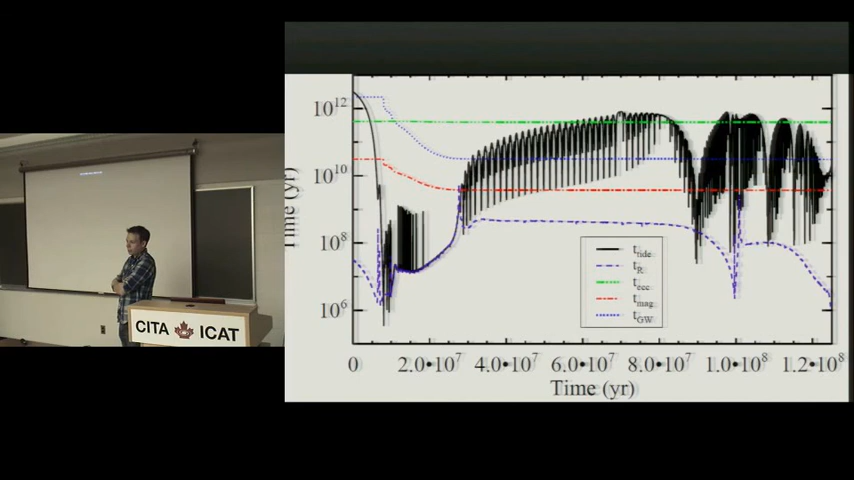 10^12
10^10
10^8
10^6
Time (yr)
t_tide
t_R
t_ecc
t_mag
t_GW
0
2.0•10^7
4.0•10^7
6.0•10^7
8.0•10^7
1.0•10^8
1.2•10^8
Time (yr)
CITA ICAT